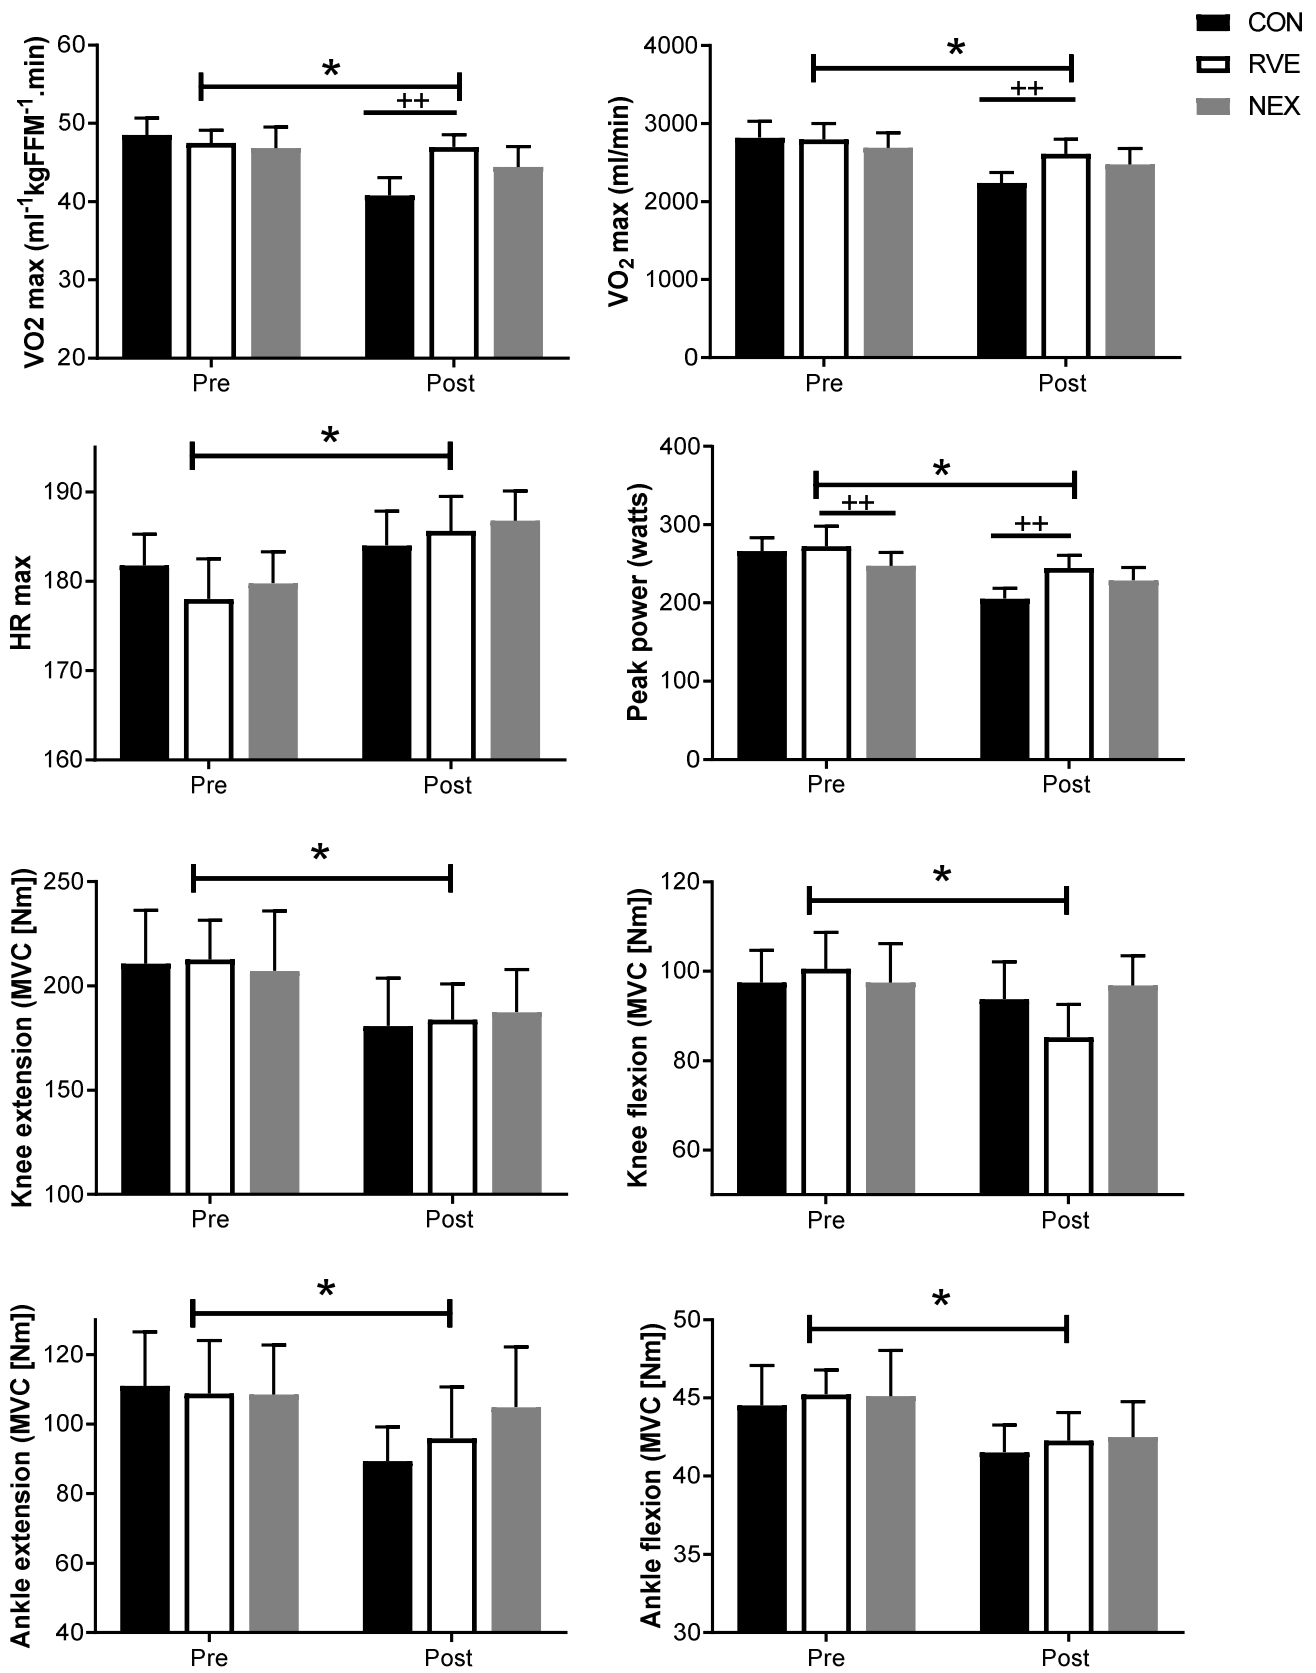 CON
RVE
NEX
VO2 max (ml⁻¹kgFFM⁻¹.min)
60
50
40
30
20
*
++
Pre Post
VO₂ max (ml/min)
4000
3000
2000
1000
0
*
++
Pre Post
HR max
190
180
170
160
*
Pre Post
Peak power (watts)
400
300
200
100
0
*
++
++
Pre Post
Knee extension (MVC [Nm])
250
200
150
100
*
Pre Post
Knee flexion (MVC [Nm])
120
100
80
60
*
Pre Post
Ankle extension (MVC [Nm])
120
100
80
60
40
*
Pre Post
Ankle flexion (MVC [Nm])
50
45
40
35
30
*
Pre Post